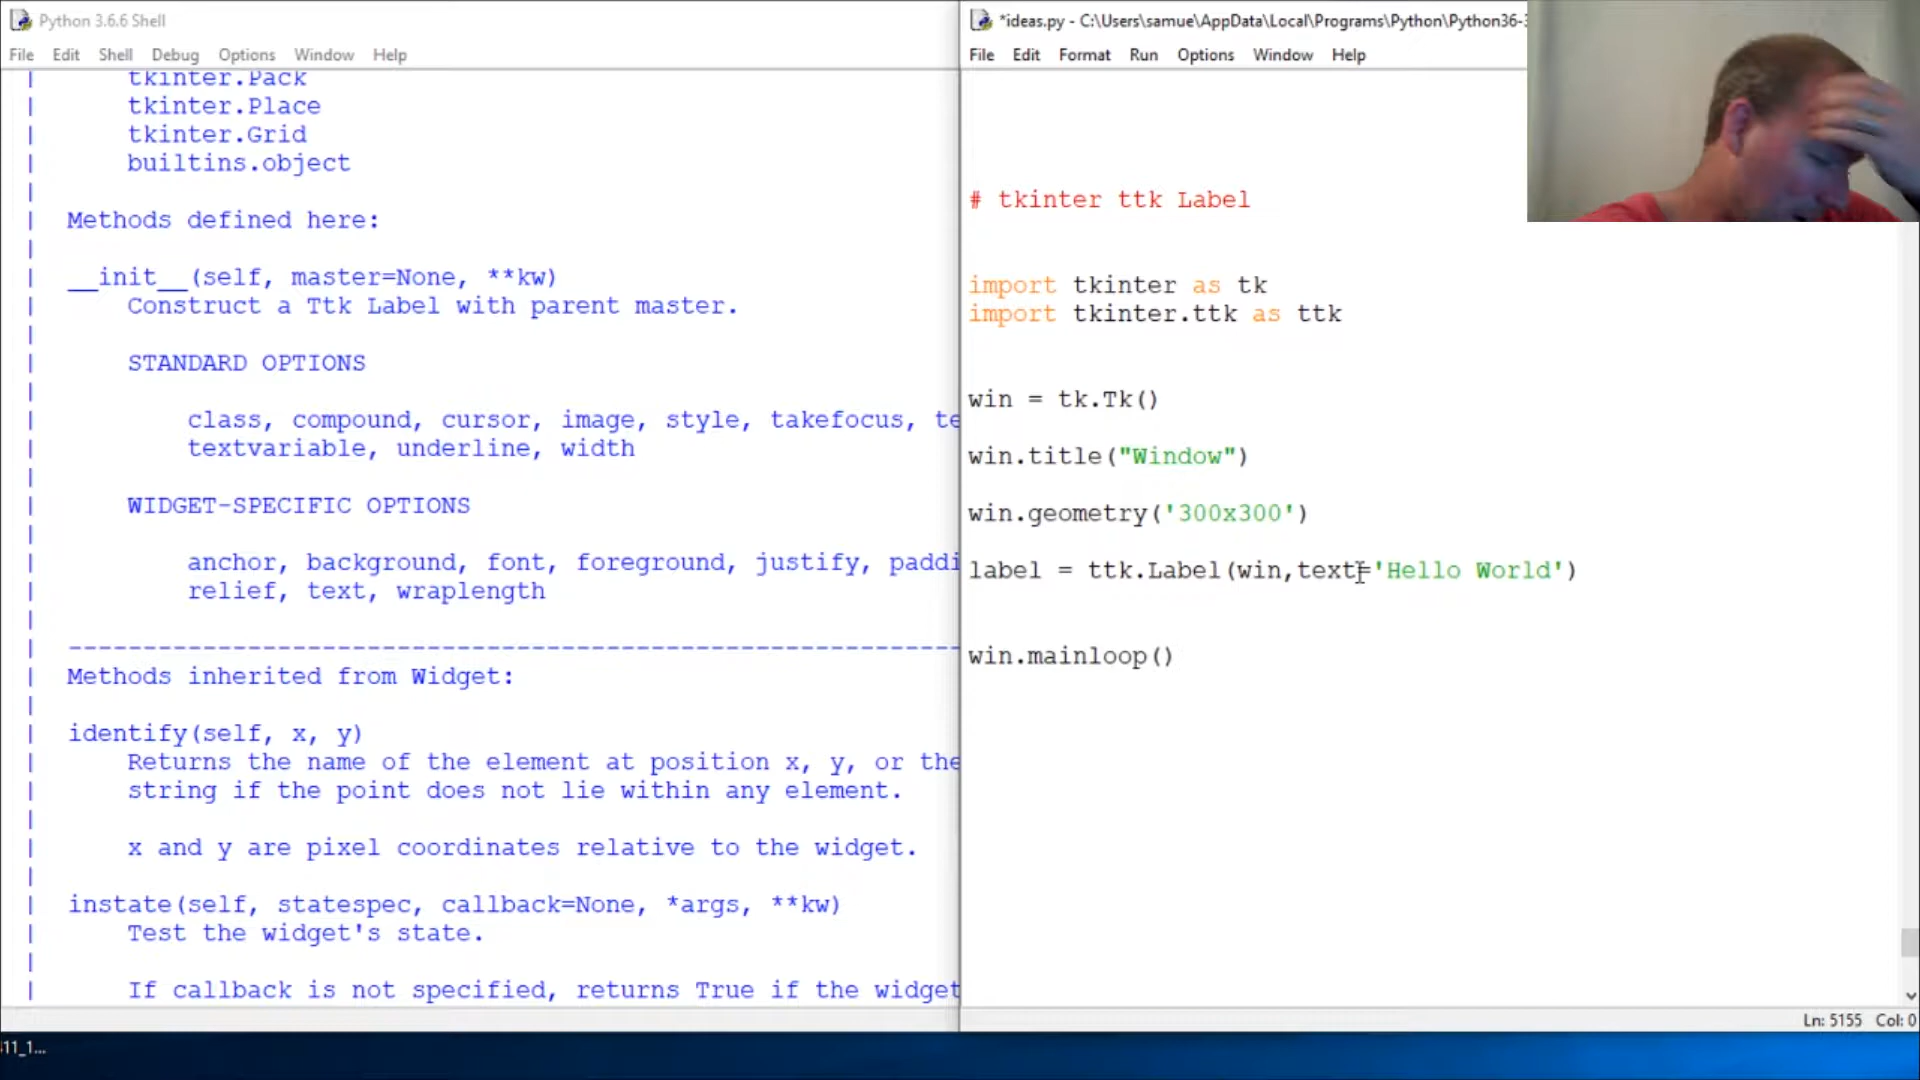 Python 3.6.6 Shell
File Edit Shell Debug Options Window Help
| tkinter.Pack
| tkinter.Place
| tkinter.Grid
| builtins.object
|
| Methods defined here:
|
| __init__(self, master=None, **kw)
| Construct a Ttk Label with parent master.
|
| STANDARD OPTIONS
|
| class, compound, cursor, image, style, takefocus, te
| textvariable, underline, width
|
| WIDGET-SPECIFIC OPTIONS
|
| anchor, background, font, foreground, justify, paddi
| relief, text, wraplength
|
| ----------------------------------------------------------------------
| Methods inherited from Widget:
|
| identify(self, x, y)
| Returns the name of the element at position x, y, or the
| string if the point does not lie within any element.
|
| x and y are pixel coordinates relative to the widget.
|
| instate(self, statespec, callback=None, *args, **kw)
| Test the widget's state.
|
| If callback is not specified, returns True if the widget
*ideas.py - C:\Users\samue\AppData\Local\Programs\Python\Python36-3
File Edit Format Run Options Window Help
# tkinter ttk Label
import tkinter as tk
import tkinter.ttk as ttk
win = tk.Tk()
win.title("Window")
win.geometry('300x300')
label = ttk.Label(win,text='Hello World')
win.mainloop()
Ln: 5155 Col: 0
11_1...